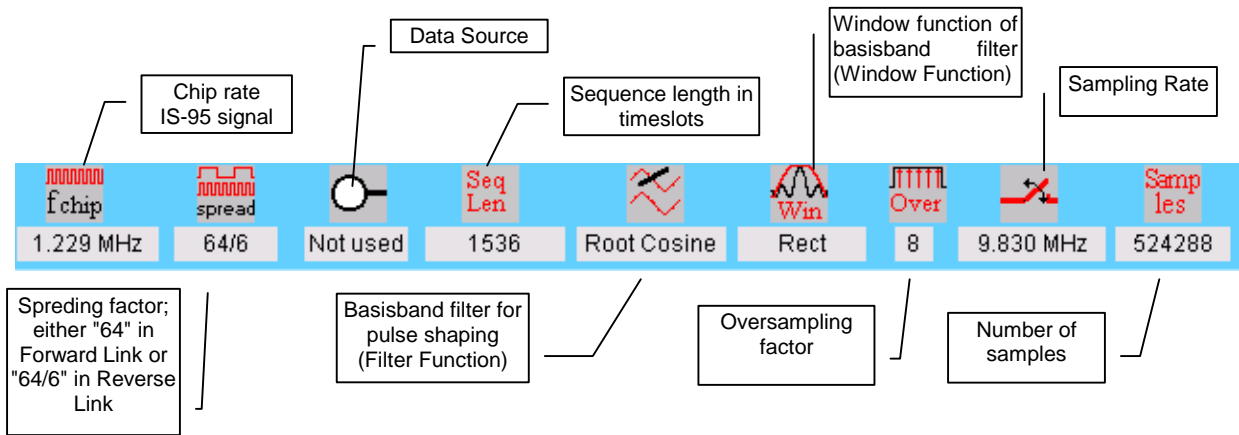 Data Source
Window function of
basisband filter
(Window Function)
Chip rate
IS-95 signal
Sequence length in
timeslots
Sampling Rate
fchip
spread
Seq
Len
Win
Over
Samp
les
1.229 MHz
64/6
Not used
1536
Root Cosine
Rect
8
9.830 MHz
524288
Spreding factor;
either "64" in
Forward Link or
"64/6" in Reverse
Link
Basisband filter for
pulse shaping
(Filter Function)
Oversampling
factor
Number of
samples